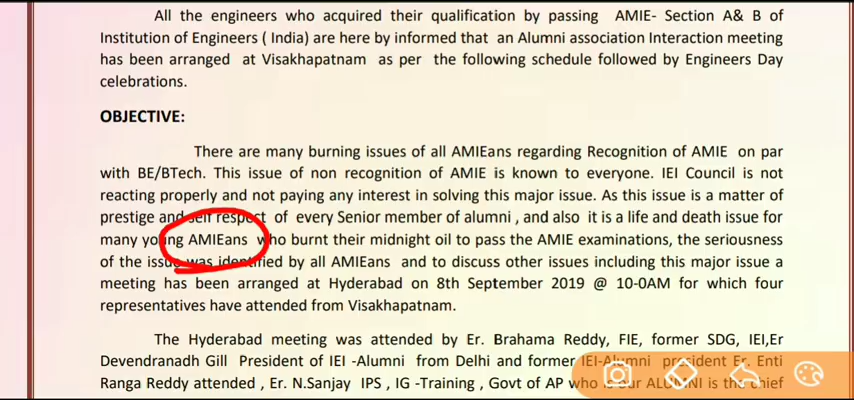 All the engineers who acquired their qualification by passing AMIE- Section A& B of
Institution of Engineers ( India) are here by informed that an Alumni association Interaction meeting
has been arranged at Visakhapatnam as per the following schedule followed by Engineers Day
celebrations.
OBJECTIVE:
There are many burning issues of all AMIEans regarding Recognition of AMIE on par
with BE/BTech. This issue of non recognition of AMIE is known to everyone. IEI Council is not
reacting properly and not paying any interest in solving this major issue. As this issue is a matter of
prestige and self respect of every Senior member of alumni , and also it is a life and death issue for
many young AMIEans who burnt their midnight oil to pass the AMIE examinations, the seriousness
of the issue was identified by all AMIEans and to discuss other issues including this major issue a
meeting has been arranged at Hyderabad on 8th September 2019 @ 10-0AM for which four
representatives have attended from Visakhapatnam.
The Hyderabad meeting was attended by Er. Brahama Reddy, FIE, former SDG, IEI,Er
Devendranadh Gill President of IEI -Alumni from Delhi and former IEI-Alumni president Er. Enti
Ranga Reddy attended , Er. N.Sanjay IPS , IG -Training , Govt of AP who is our ALUMNI is the chief